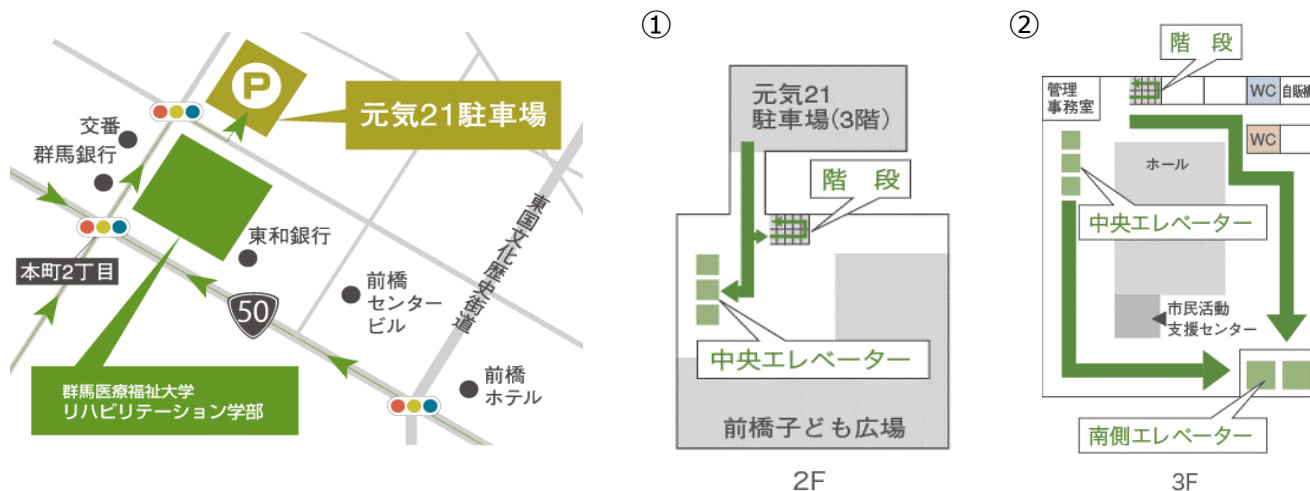 P
元気21駐車場
交番
群馬銀行
東和銀行
本町2丁目
50
前橋
センター
ビル
東国文化歴史街道
前橋
ホテル
群馬医療福祉大学
リハビリテーション学部
①
元気21
駐車場(3階)
階 段
中央エレベーター
前橋子ども広場
2F
②
階 段
管理
事務室
WC
自販機
WC
ホール
中央エレベーター
市民活動
支援センター
南側エレベーター
3F